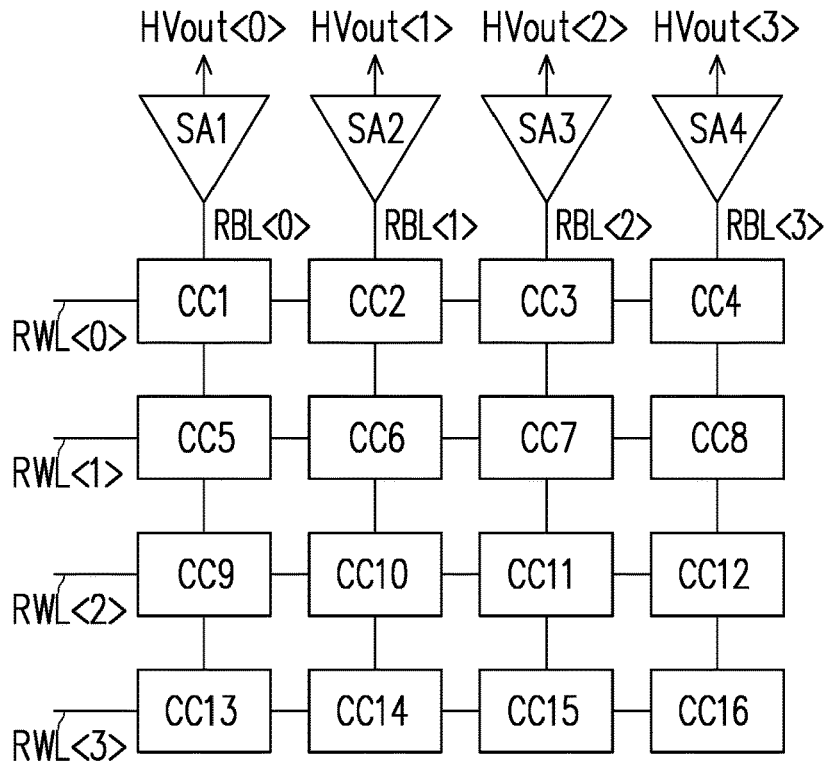 HVout<0> HVout<1> HVout<2> HVout<3>
SA1 SA2 SA3 SA4
RBL<0> RBL<1> RBL<2> RBL<3>
CC1 CC2 CC3 CC4
RWL<0>
CC5 CC6 CC7 CC8
RWL<1>
CC9 CC10 CC11 CC12
RWL<2>
CC13 CC14 CC15 CC16
RWL<3>